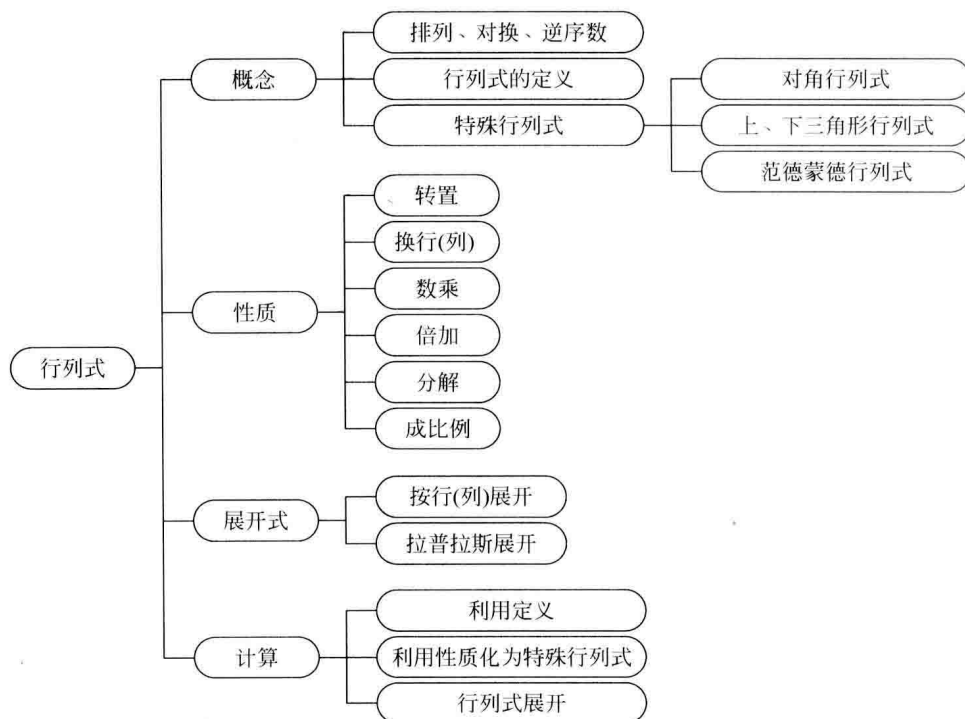 行列式
概念
排列、对换、逆序数
行列式的定义
特殊行列式
对角行列式
上、下三角形行列式
范德蒙德行列式
性质
转置
换行(列)
数乘
倍加
分解
成比例
展开式
按行(列)展开
拉普拉斯展开
计算
利用定义
利用性质化为特殊行列式
行列式展开